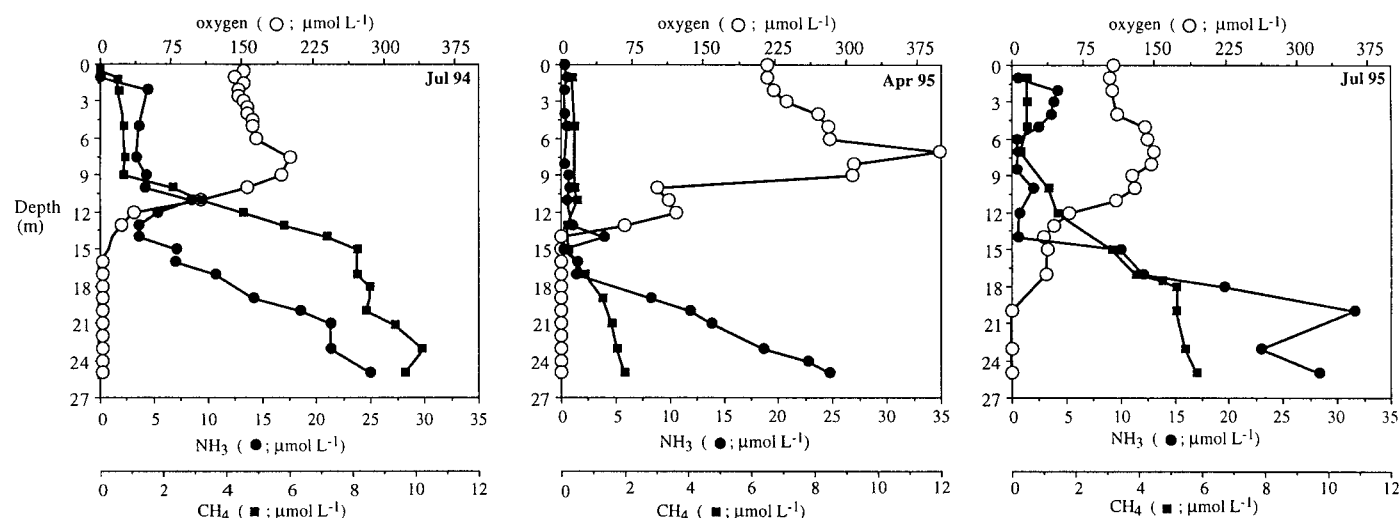 oxygen ( ○ ; μmol L-1)
0 75 150 225 300 375
Jul 94
Depth
(m)
0
3
6
9
12
15
18
21
24
27
0 5 10 15 20 25 30 35
NH3 ( ● ; μmol L-1)
0 2 4 6 8 10 12
CH4 ( ■ ; μmol L-1)
oxygen ( ○ ; μmol L-1)
0 75 150 225 300 375
Apr 95
0
3
6
9
12
15
18
21
24
27
0 5 10 15 20 25 30 35
NH3 ( ● ; μmol L-1)
0 2 4 6 8 10 12
CH4 ( ■ ; μmol L-1)
oxygen ( ○ ; μmol L-1)
0 75 150 225 300 375
Jul 95
0
3
6
9
12
15
18
21
24
27
0 5 10 15 20 25 30 35
NH3 ( ● ; μmol L-1)
0 2 4 6 8 10 12
CH4 ( ■ ; μmol L-1)